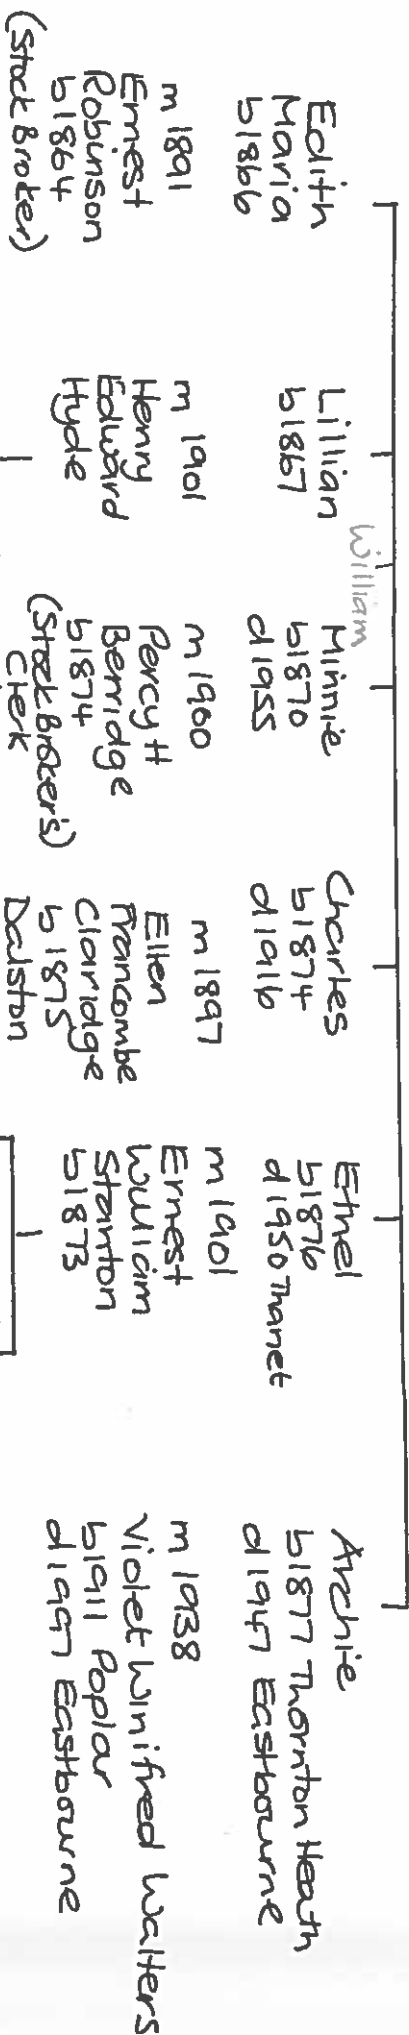 Edith
Maria
b1866
m 1891
Ernest
Robinson
b1864
(Stock Broker)
Lillian
b1867
m 1901
Henry
Edward
Hyde
William
Minnie
b1870
d1955
m 1900
Percy H
Berridge
b1874
(Stock Broker's)
Clerk
Charles
b1874
d1916
m 1897
Ellen
Francombe
Claridge
b1875
Dalston
Ethel
b1876
d1950 Thanet
m 1901
Ernest
William
Stanton
b1873
Archie
b1877 Thornton Heath
d1947 Eastbourne
m 1938
Violet Winifred Walters
b1911 Poplar
d1997 Eastbourne